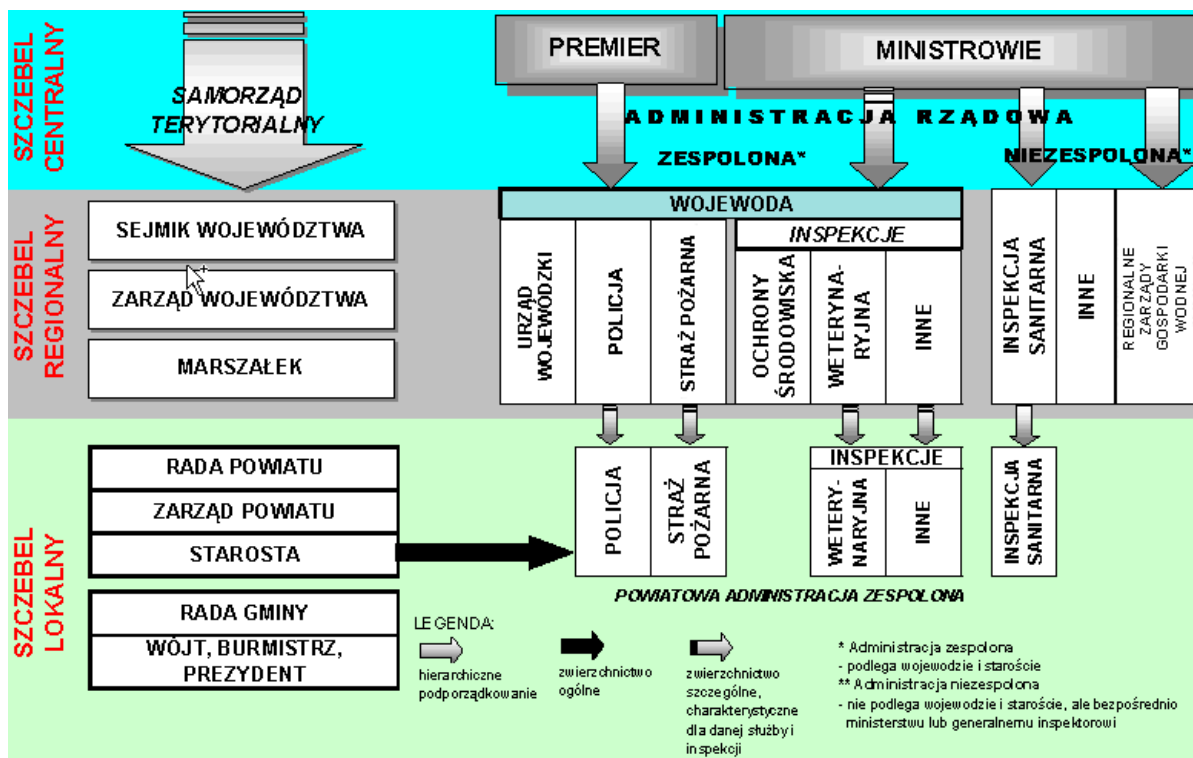 SZCZEBEL
CENTRALNY
SAMORZĄD
TERYTORIALNY
PREMIER
MINISTROWIE
ADMINISTRACJA RZĄDOWA
ZESPOLONA*
NIEZESPOLONA*
SZCZEBEL
REGIONALNY
SEJMIK WOJEWÓDZTWA
ZARZĄD WOJEWÓDZTWA
MARSZAŁEK
WOJEWODA
URZĄD
WOJEWÓDZKI
POLICJA
STRAŻ POŻARNA
INSPEKCJE
OCHRONY
ŚRODOWISKA
WETERYNA-
RYJNA
INNE
INSPEKCJA
SANITARNA
INNE
REGIONALNE
ZARZĄDY
GOSPODARKI
WODNEJ
SZCZEBEL
LOKALNY
RADA POWIATU
ZARZĄD POWIATU
STAROSTA
RADA GMINY
WÓJT, BURMISTRZ,
PREZYDENT
POLICJA
STRAŻ
POŻARNA
INSPEKCJE
WETERY-
NARYJNA
INNE
INSPEKCJA
SANITARNA
POWIATOWA ADMINISTRACJA ZESPOLONA
LEGENDA:
hierarchiczne
podporządkowanie
zwierzchnictwo
ogólne
zwierzchnictwo
szczególne,
charakterystyczne
dla danej służby i
inspekcji
* Administracja zespolona
- podlega wojewodzie i staroście
** Administracja niezespolona
- nie podlega wojewodzie i staroście, ale bezpośrednio
ministerstwu lub generalnemu inspektorowi